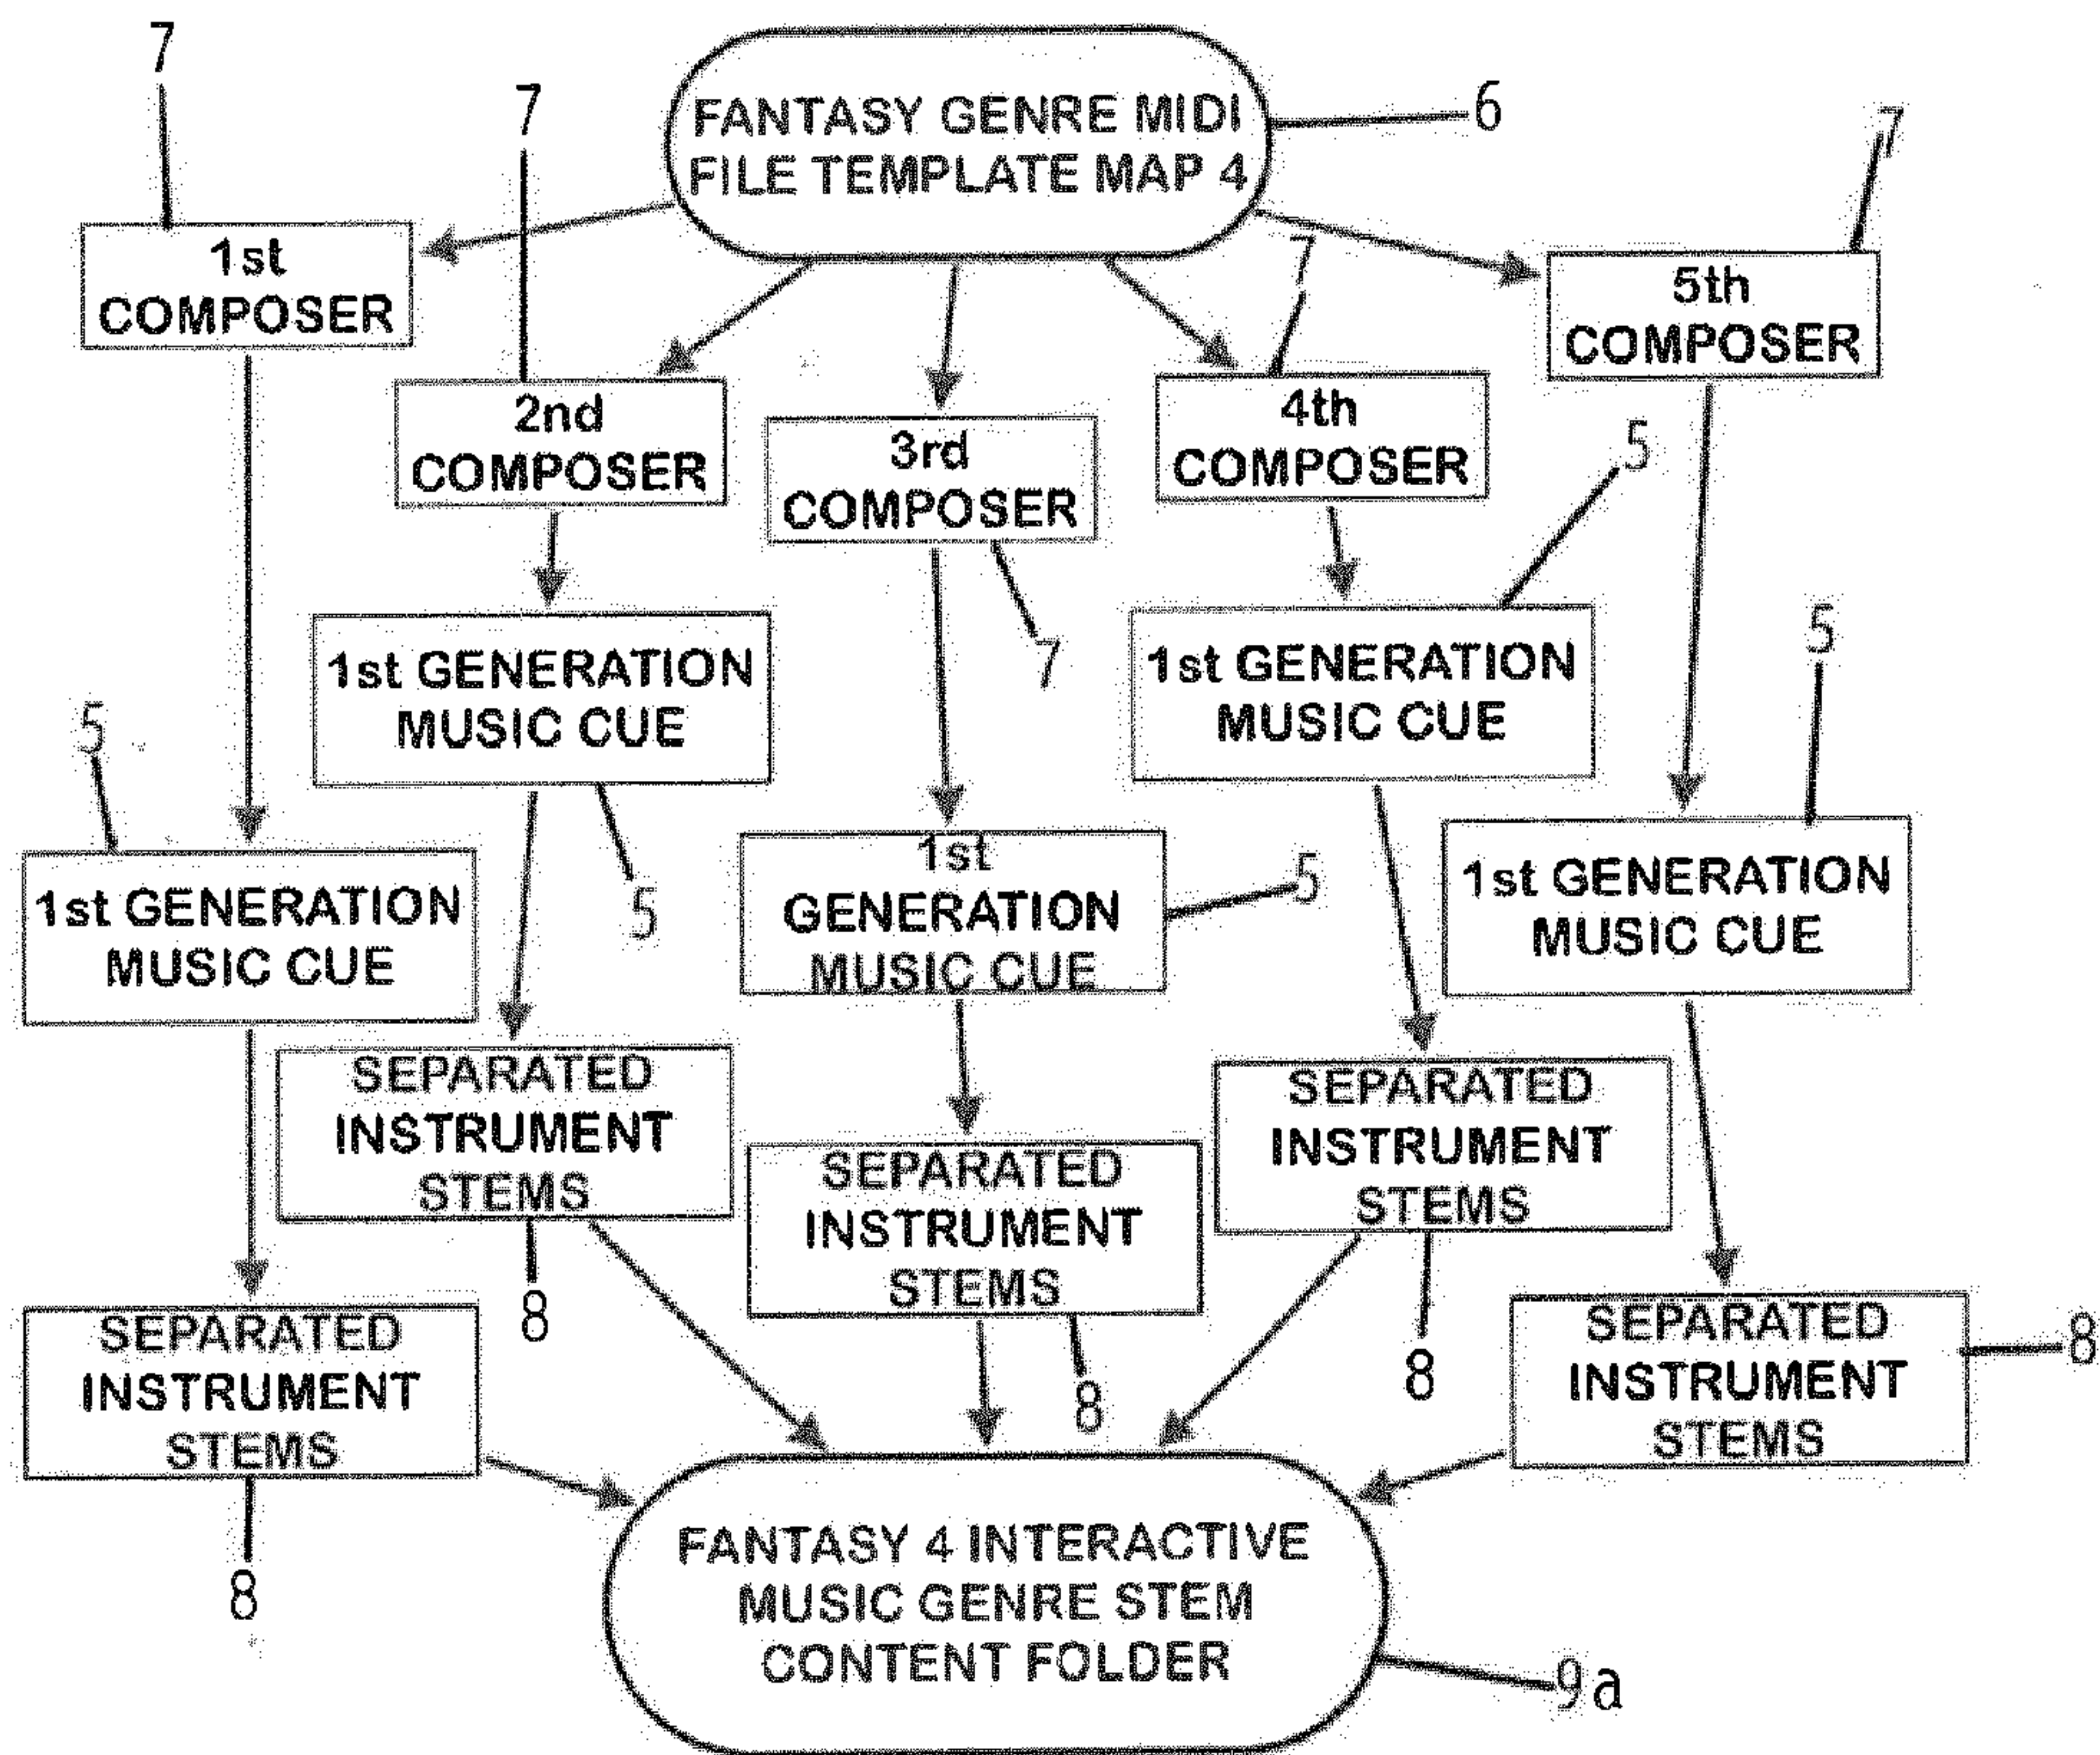 7
7
FANTASY GENRE MIDI
FILE TEMPLATE MAP 4
6
7
7
1st
COMPOSER
2nd
COMPOSER
3rd
COMPOSER
7
4th
COMPOSER
5th
COMPOSER
5
5
5
1st GENERATION
MUSIC CUE
1st GENERATION
MUSIC CUE
5
1st
GENERATION
MUSIC CUE
5
1st GENERATION
MUSIC CUE
1st GENERATION
MUSIC CUE
SEPARATED
INSTRUMENT
STEMS
8
SEPARATED
INSTRUMENT
STEMS
8
SEPARATED
INSTRUMENT
STEMS
8
SEPARATED
INSTRUMENT
STEMS
8
SEPARATED
INSTRUMENT
STEMS
8
FANTASY 4 INTERACTIVE
MUSIC GENRE STEM
CONTENT FOLDER
9a